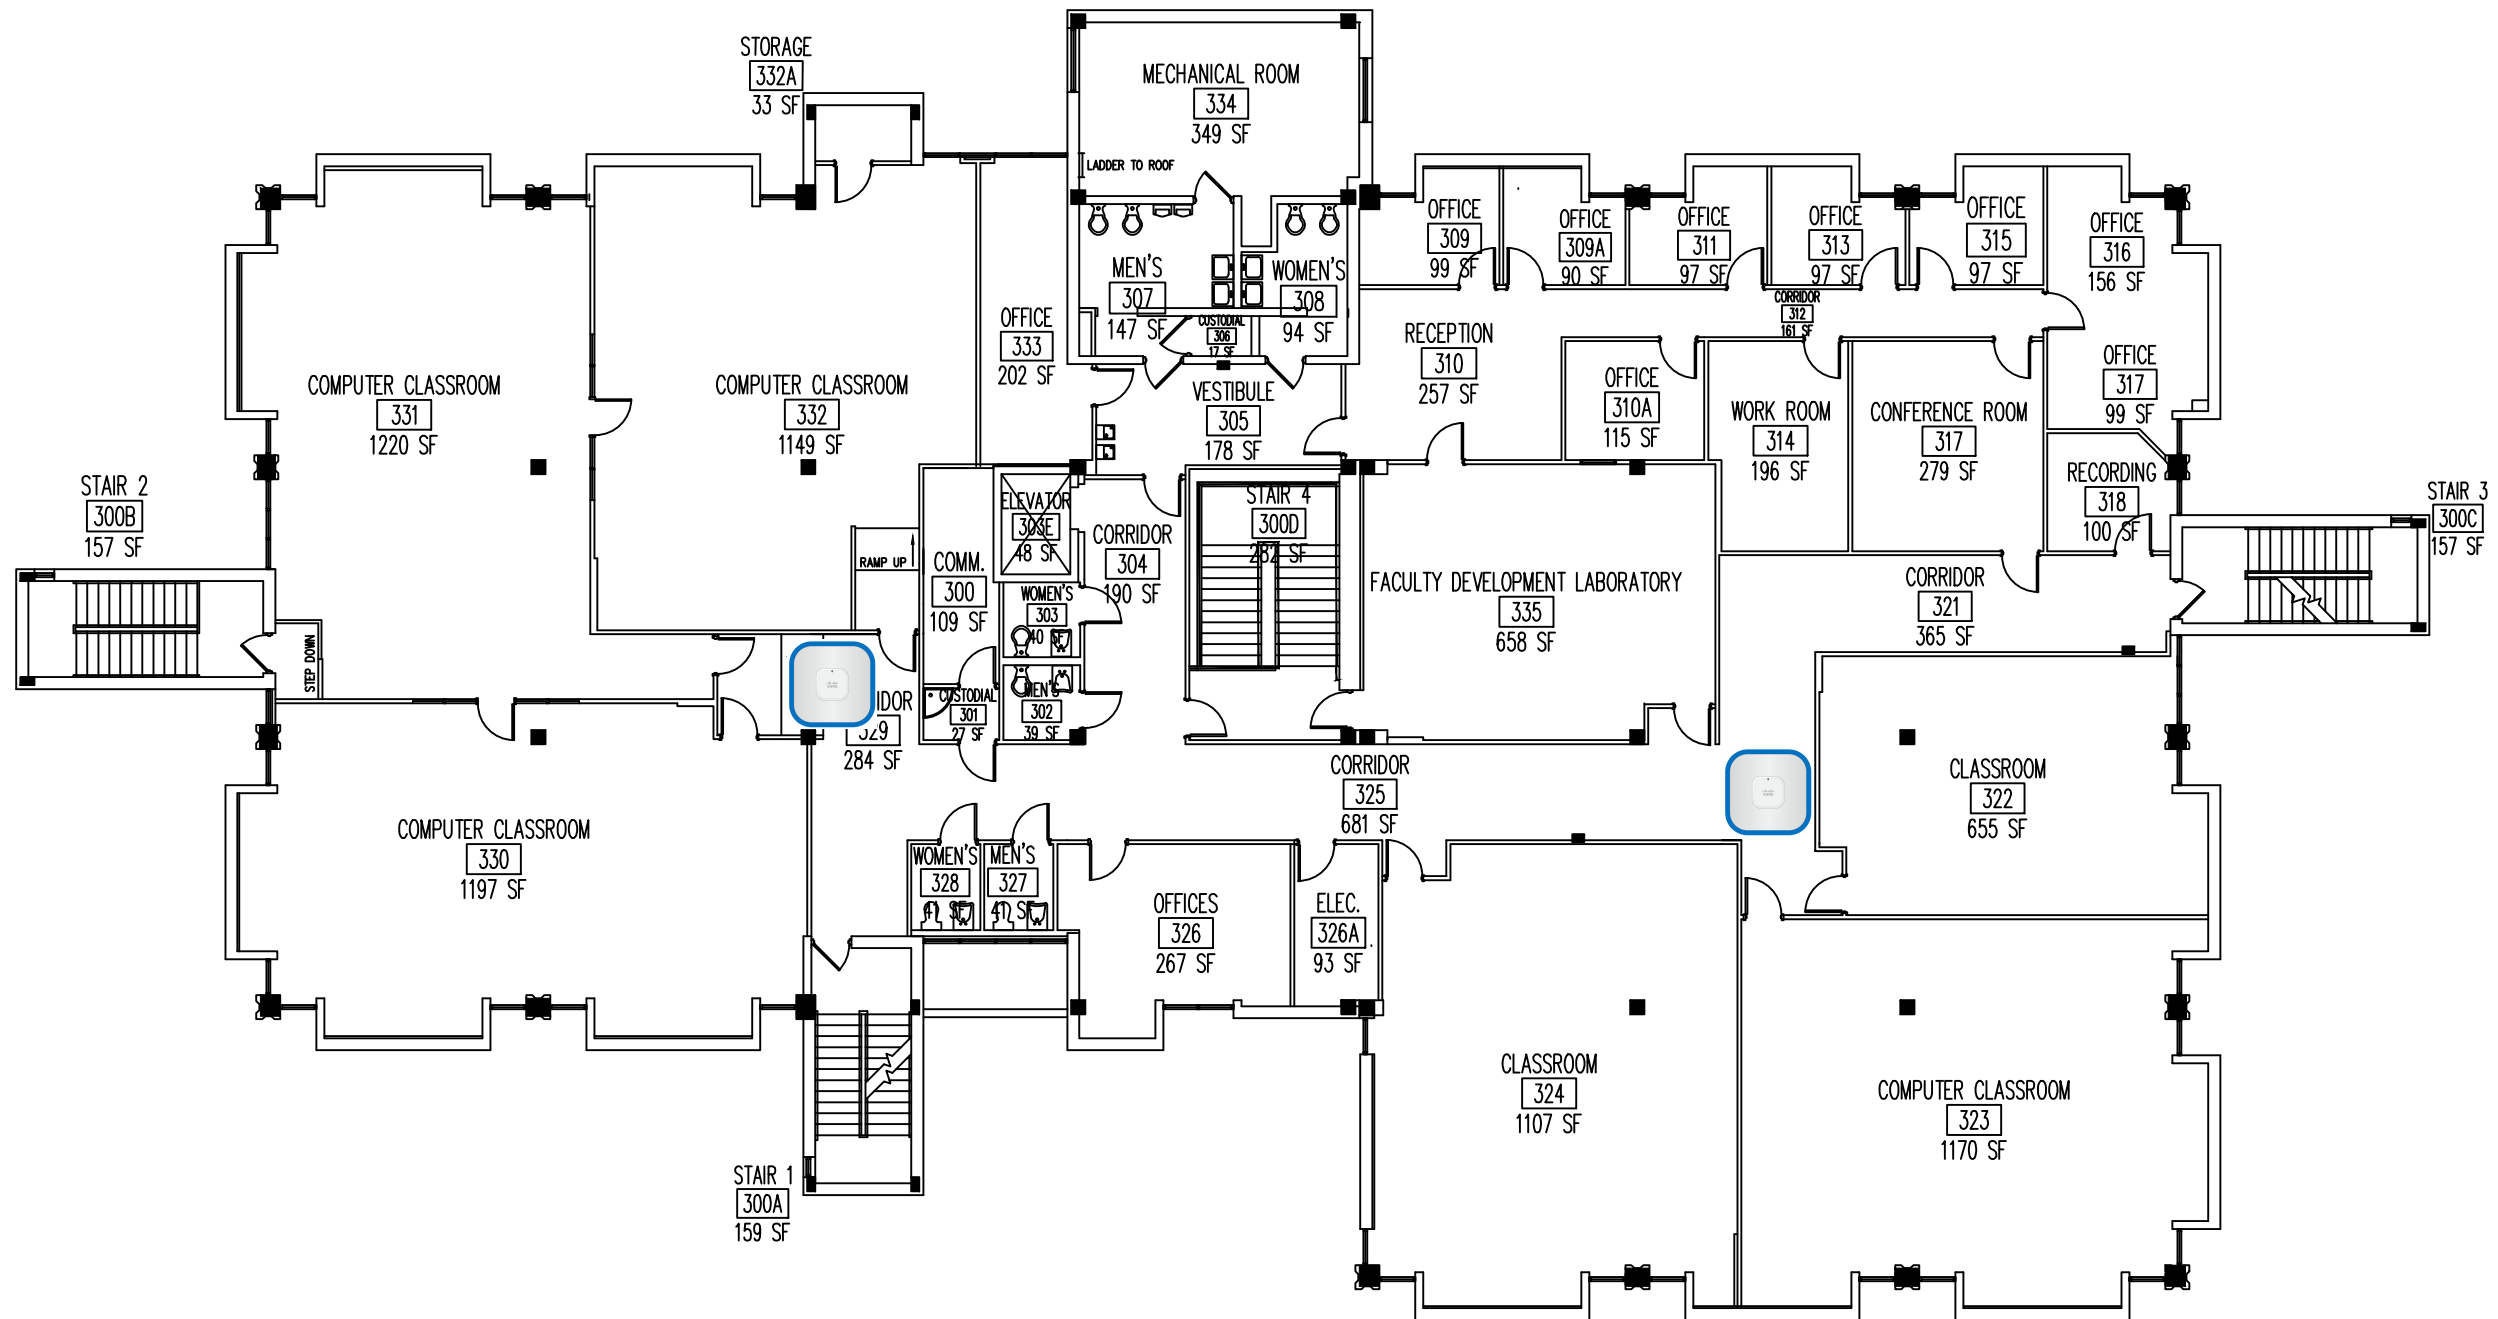 STORAGE
332A
33 SF
MECHANICAL ROOM
334
349 SF
LADDER TO ROOF
OFFICE
309
99 SF
OFFICE
309A
90 SF
OFFICE
311
97 SF
OFFICE
313
97 SF
OFFICE
315
97 SF
OFFICE
316
156 SF
MEN'S
307
147 SF
WOMEN'S
308
94 SF
CUSTODIAL
306
17 SF
CORRIDOR
312
161 SF
OFFICE
333
202 SF
RECEPTION
310
257 SF
COMPUTER CLASSROOM
331
1220 SF
COMPUTER CLASSROOM
332
1149 SF
VESTIBULE
305
178 SF
OFFICE
310A
115 SF
WORK ROOM
314
196 SF
CONFERENCE ROOM
317
279 SF
OFFICE
317
99 SF
RECORDING
318
100 SF
STAIR 2
300B
157 SF
STAIR 3
300C
157 SF
ELEVATOR
303E
48 SF
STAIR 4
300D
282 SF
CORRIDOR
304
190 SF
RAMP UP
COMM.
300
109 SF
WOMEN'S
303
40 SF
FACULTY DEVELOPMENT LABORATORY
335
658 SF
CORRIDOR
321
365 SF
STEP DOWN
CUSTODIAL
301
27 SF
MEN'S
302
39 SF
IDOR
329
284 SF
CORRIDOR
325
681 SF
CLASSROOM
322
655 SF
COMPUTER CLASSROOM
330
1197 SF
WOMEN'S
328
41 SF
MEN'S
327
41 SF
OFFICES
326
267 SF
ELEC.
326A
93 SF
CLASSROOM
324
1107 SF
COMPUTER CLASSROOM
323
1170 SF
STAIR 1
300A
159 SF